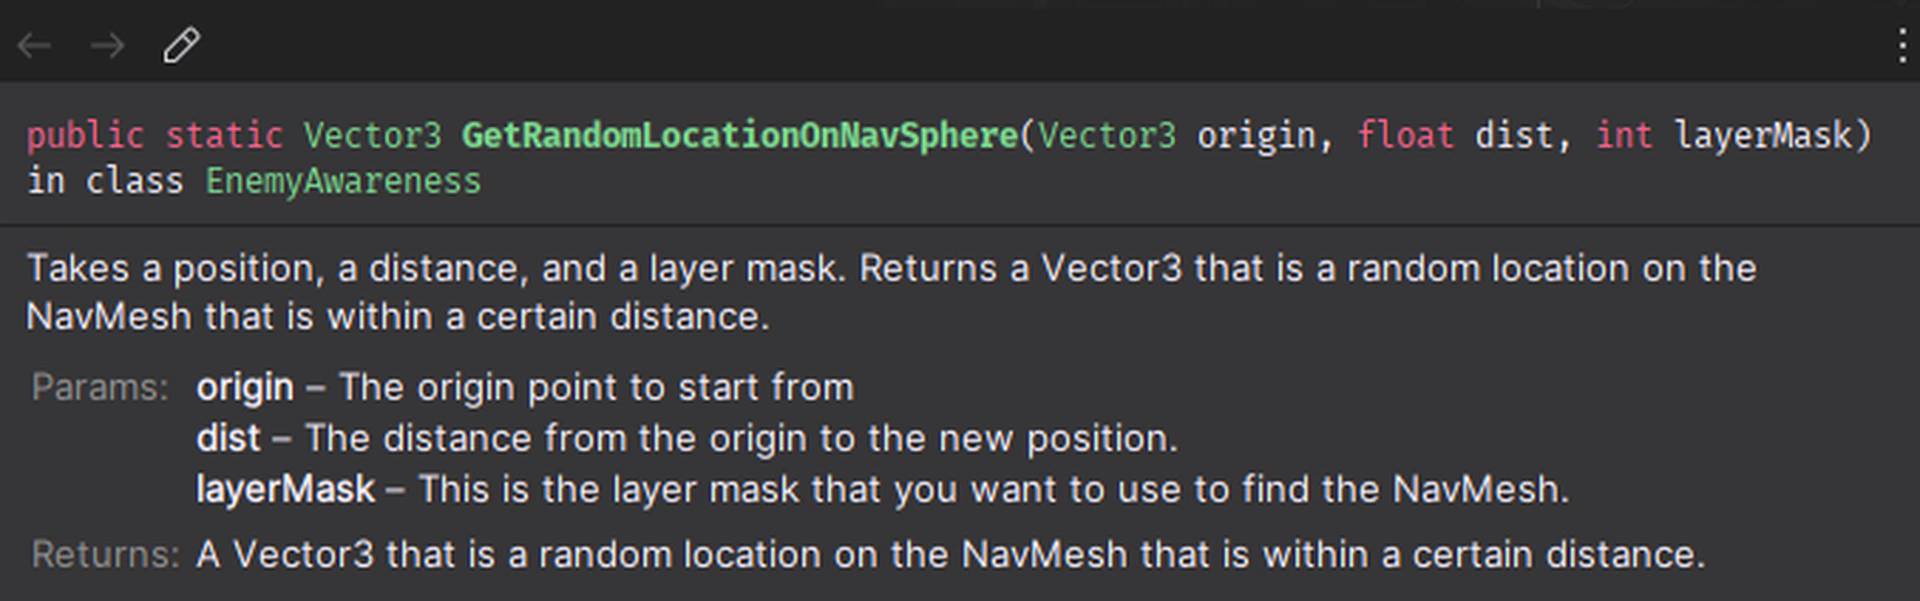 public static Vector3 GetRandomLocationOnNavSphere(Vector3 origin, float dist, int layerMask)
in class EnemyAwareness
Takes a position, a distance, and a layer mask. Returns a Vector3 that is a random location on the
NavMesh that is within a certain distance.
Params: origin – The origin point to start from
dist – The distance from the origin to the new position.
layerMask – This is the layer mask that you want to use to find the NavMesh.
Returns: A Vector3 that is a random location on the NavMesh that is within a certain distance.